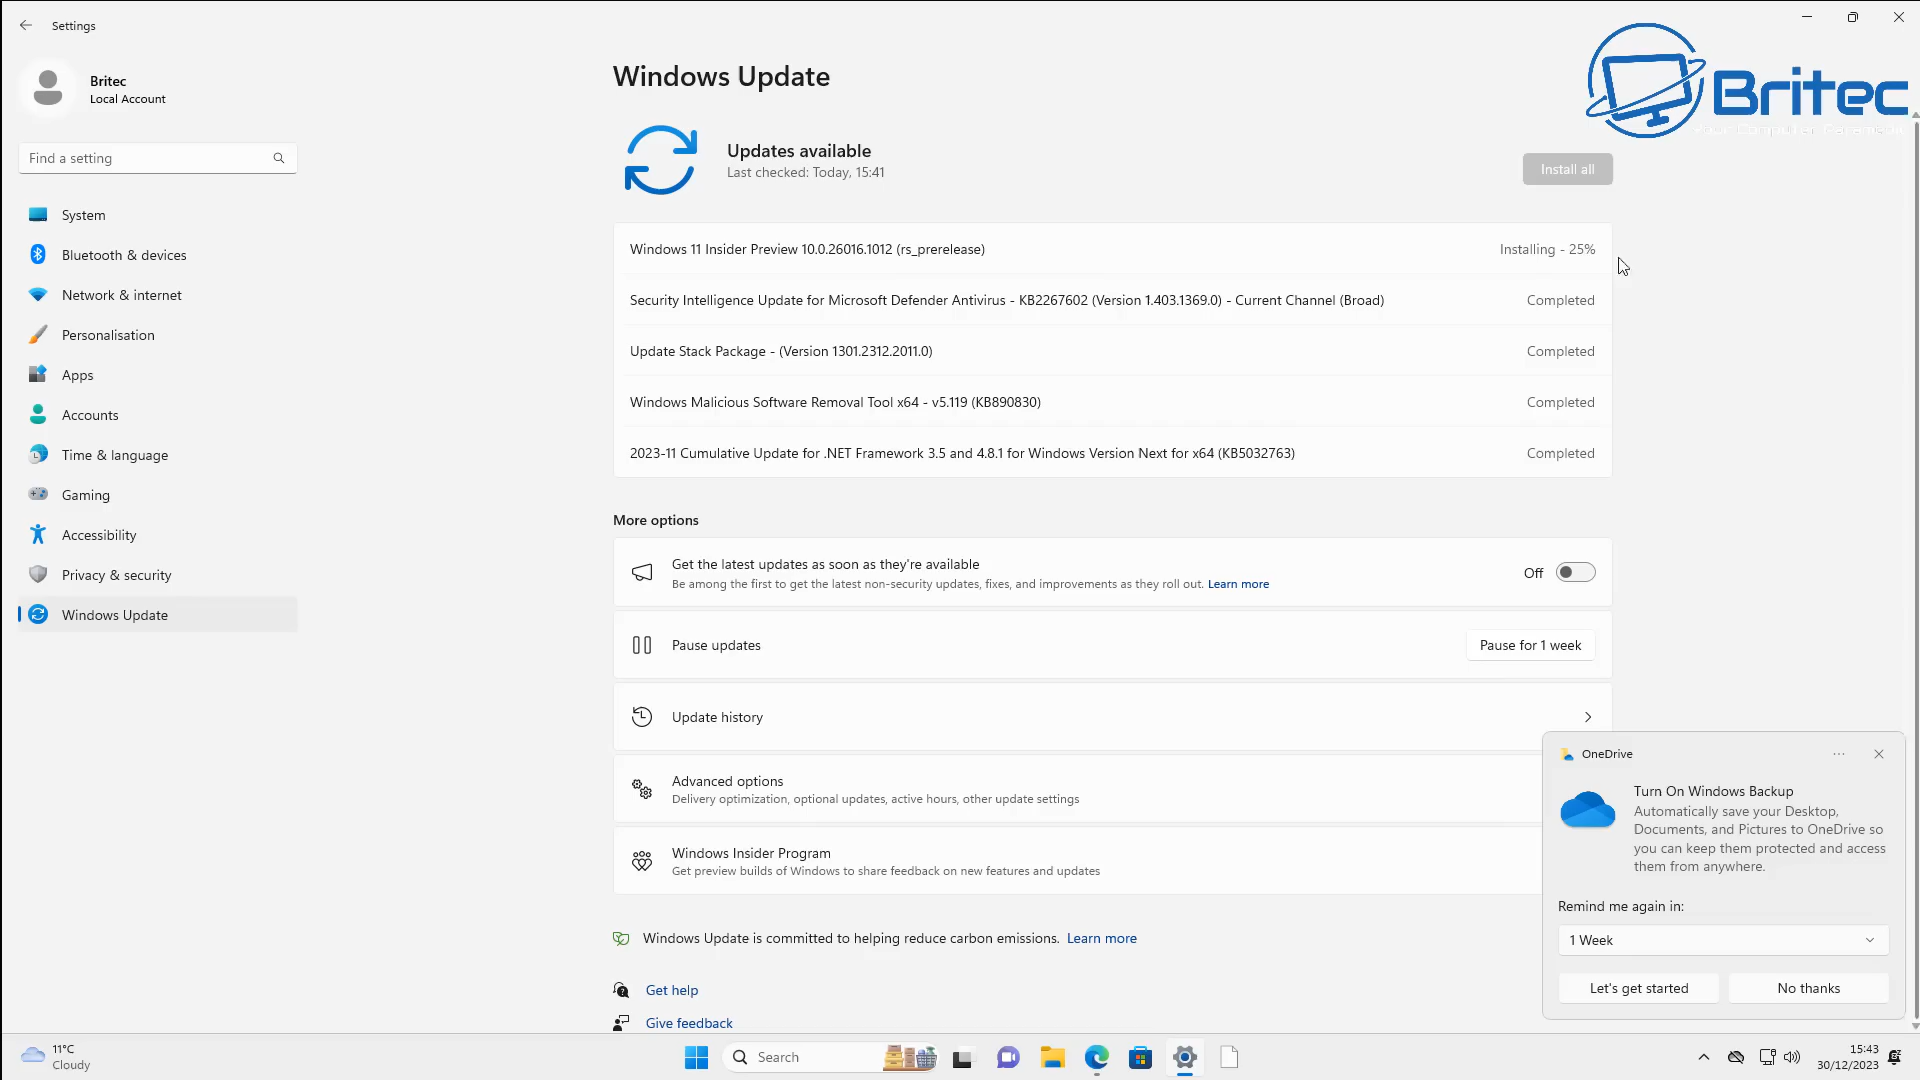 Settings
Britec
Local Account
Find a setting
System
Bluetooth & devices
Network & internet
Personalisation
Apps
Accounts
Time & language
Gaming
Accessibility
Privacy & security
Windows Update
Windows Update
Britec
Updates available
Last checked: Today, 15:41
Install all
Windows 11 Insider Preview 10.0.26016.1012 (rs_prerelease) Installing - 25%
Security Intelligence Update for Microsoft Defender Antivirus - KB2267602 (Version 1.403.1369.0) - Current Channel (Broad) Completed
Update Stack Package - (Version 1301.2312.2011.0) Completed
Windows Malicious Software Removal Tool x64 - v5.119 (KB890830) Completed
2023-11 Cumulative Update for .NET Framework 3.5 and 4.8.1 for Windows Version Next for x64 (KB5032763) Completed
More options
Get the latest updates as soon as they're available
Be among the first to get the latest non-security updates, fixes, and improvements as they roll out. Learn more
Off
Pause updates Pause for 1 week
Update history
Advanced options
Delivery optimization, optional updates, active hours, other update settings
Windows Insider Program
Get preview builds of Windows to share feedback on new features and updates
Windows Update is committed to helping reduce carbon emissions. Learn more
Get help
Give feedback
OneDrive
Turn On Windows Backup
Automatically save your Desktop,
Documents, and Pictures to OneDrive so
you can keep them protected and access
them from anywhere.
Remind me again in:
1 Week
Let's get started No thanks
11°C
Cloudy
Search
15:43
30/12/2023